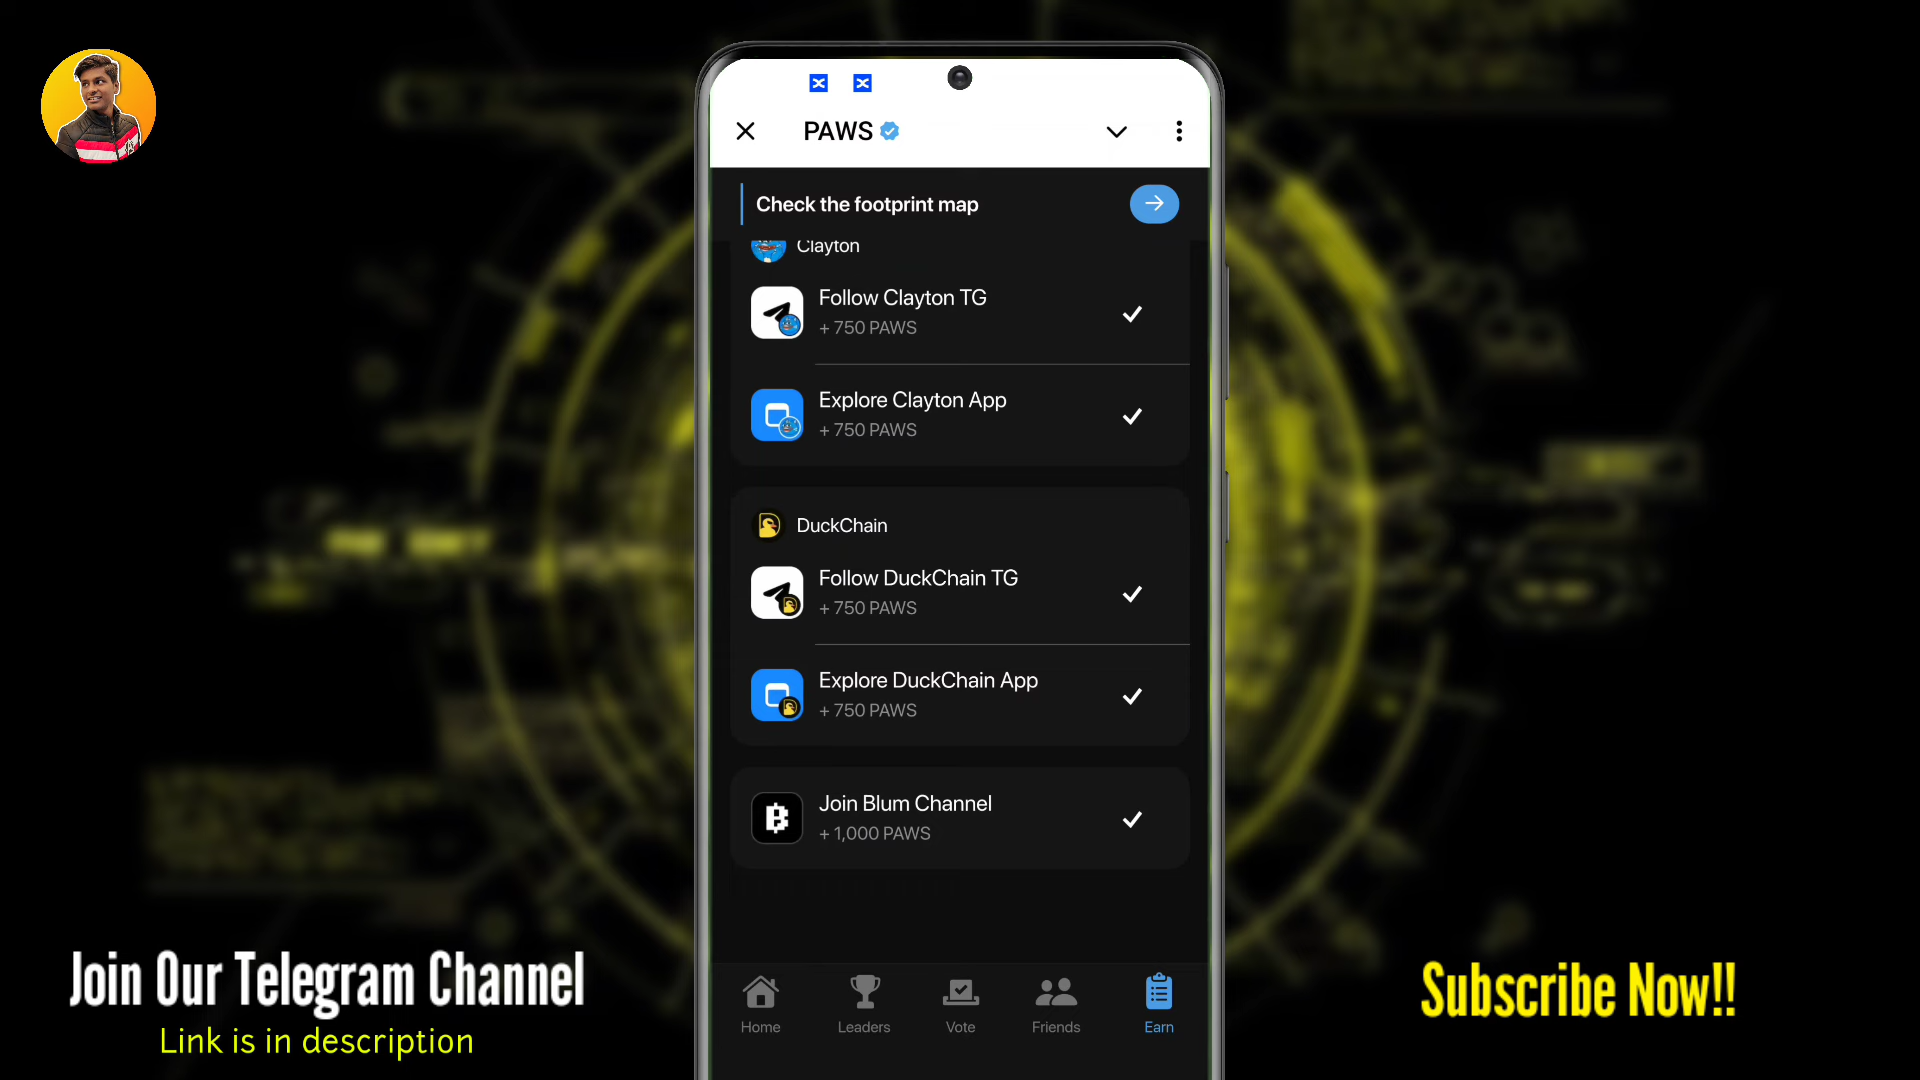 PAWS
Check the footprint map
Clayton
Follow Clayton TG
+ 750 PAWS
Explore Clayton App
+ 750 PAWS
DuckChain
Follow DuckChain TG
+ 750 PAWS
Explore DuckChain App
+ 750 PAWS
Join Blum Channel
+ 1,000 PAWS
Home
Leaders
Vote
Friends
Earn
Join Our Telegram Channel
Link is in description
Subscribe Now!!